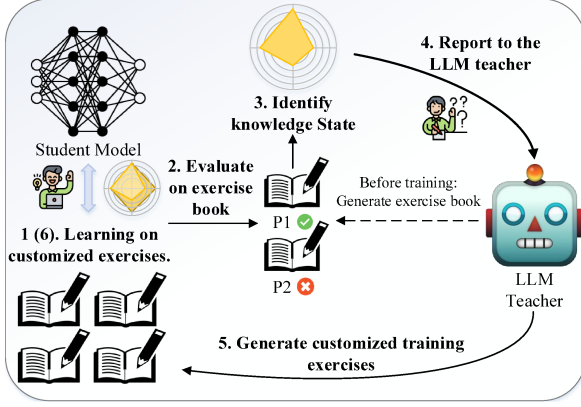 4. Report to the
LLM teacher
??
?
3. Identify
knowledge State
Student Model
2. Evaluate
on exercise
book
Before training:
Generate exercise book
P1
1 (6). Learning on
customized exercises.
P2
LLM
Teacher
5. Generate customized training
exercises